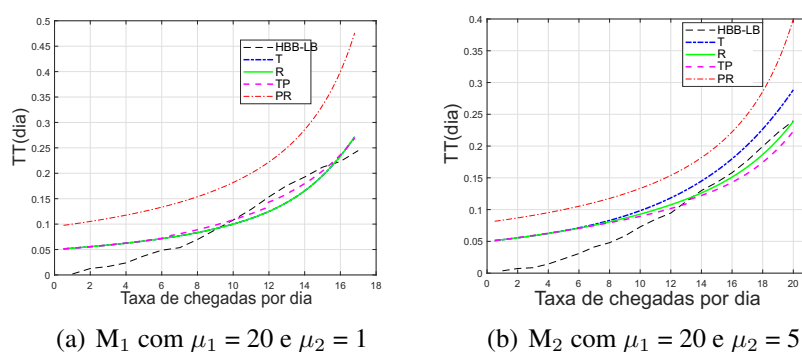 0.5
0.45
0.4
0.35
0.3
0.25
0.2
0.15
0.1
0.05
0
TT(dia)
HBB-LB
T
R
TP
PR
0 2 4 6 8 10 12 14 16 18
Taxa de chegadas por dia
(a) M₁ com μ₁ = 20 e μ₂ = 1
0.4
0.35
0.3
0.25
0.2
0.15
0.1
0.05
0
TT(dia)
HBB-LB
T
R
TP
PR
0 2 4 6 8 10 12 14 16 18 20
Taxa de chegadas por dia
(b) M₂ com μ₁ = 20 e μ₂ = 5